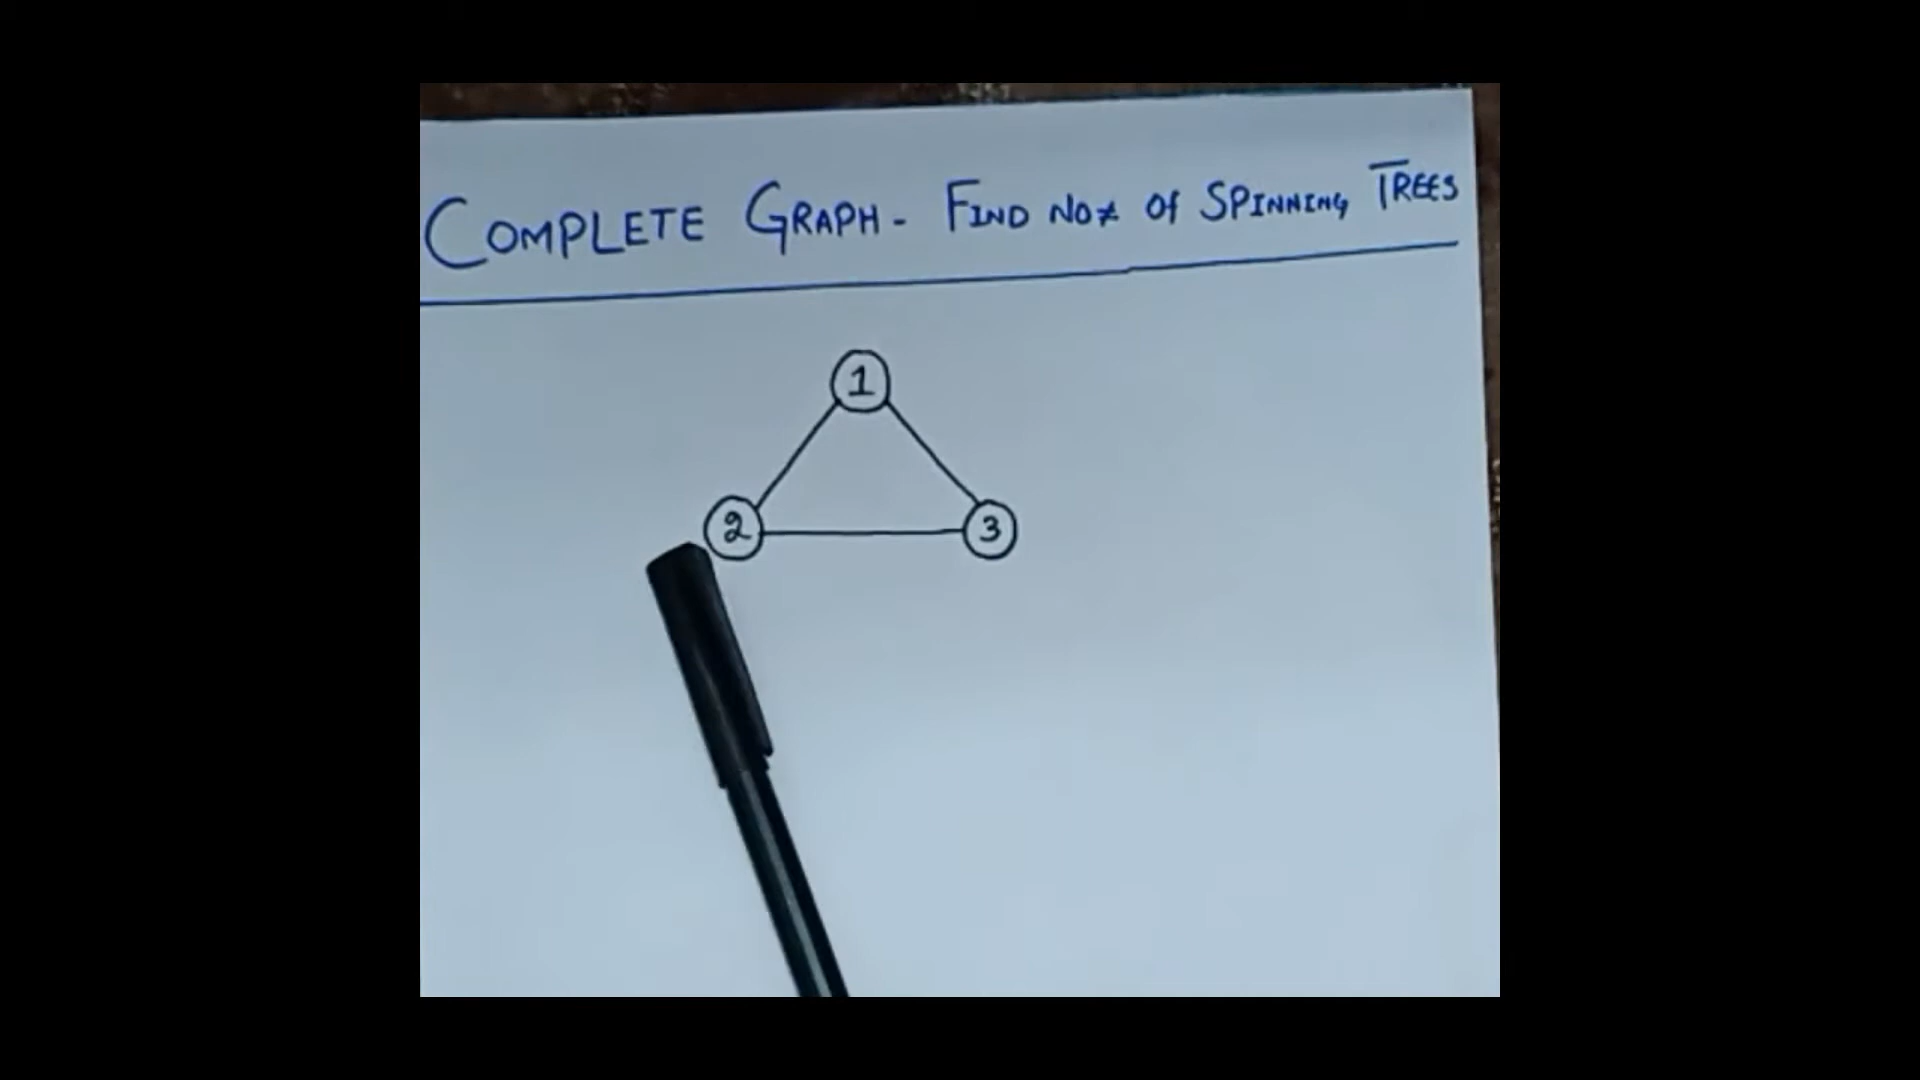 COMPLETE GRAPH - FIND NO× OF SPINNING TREES
1
2
3